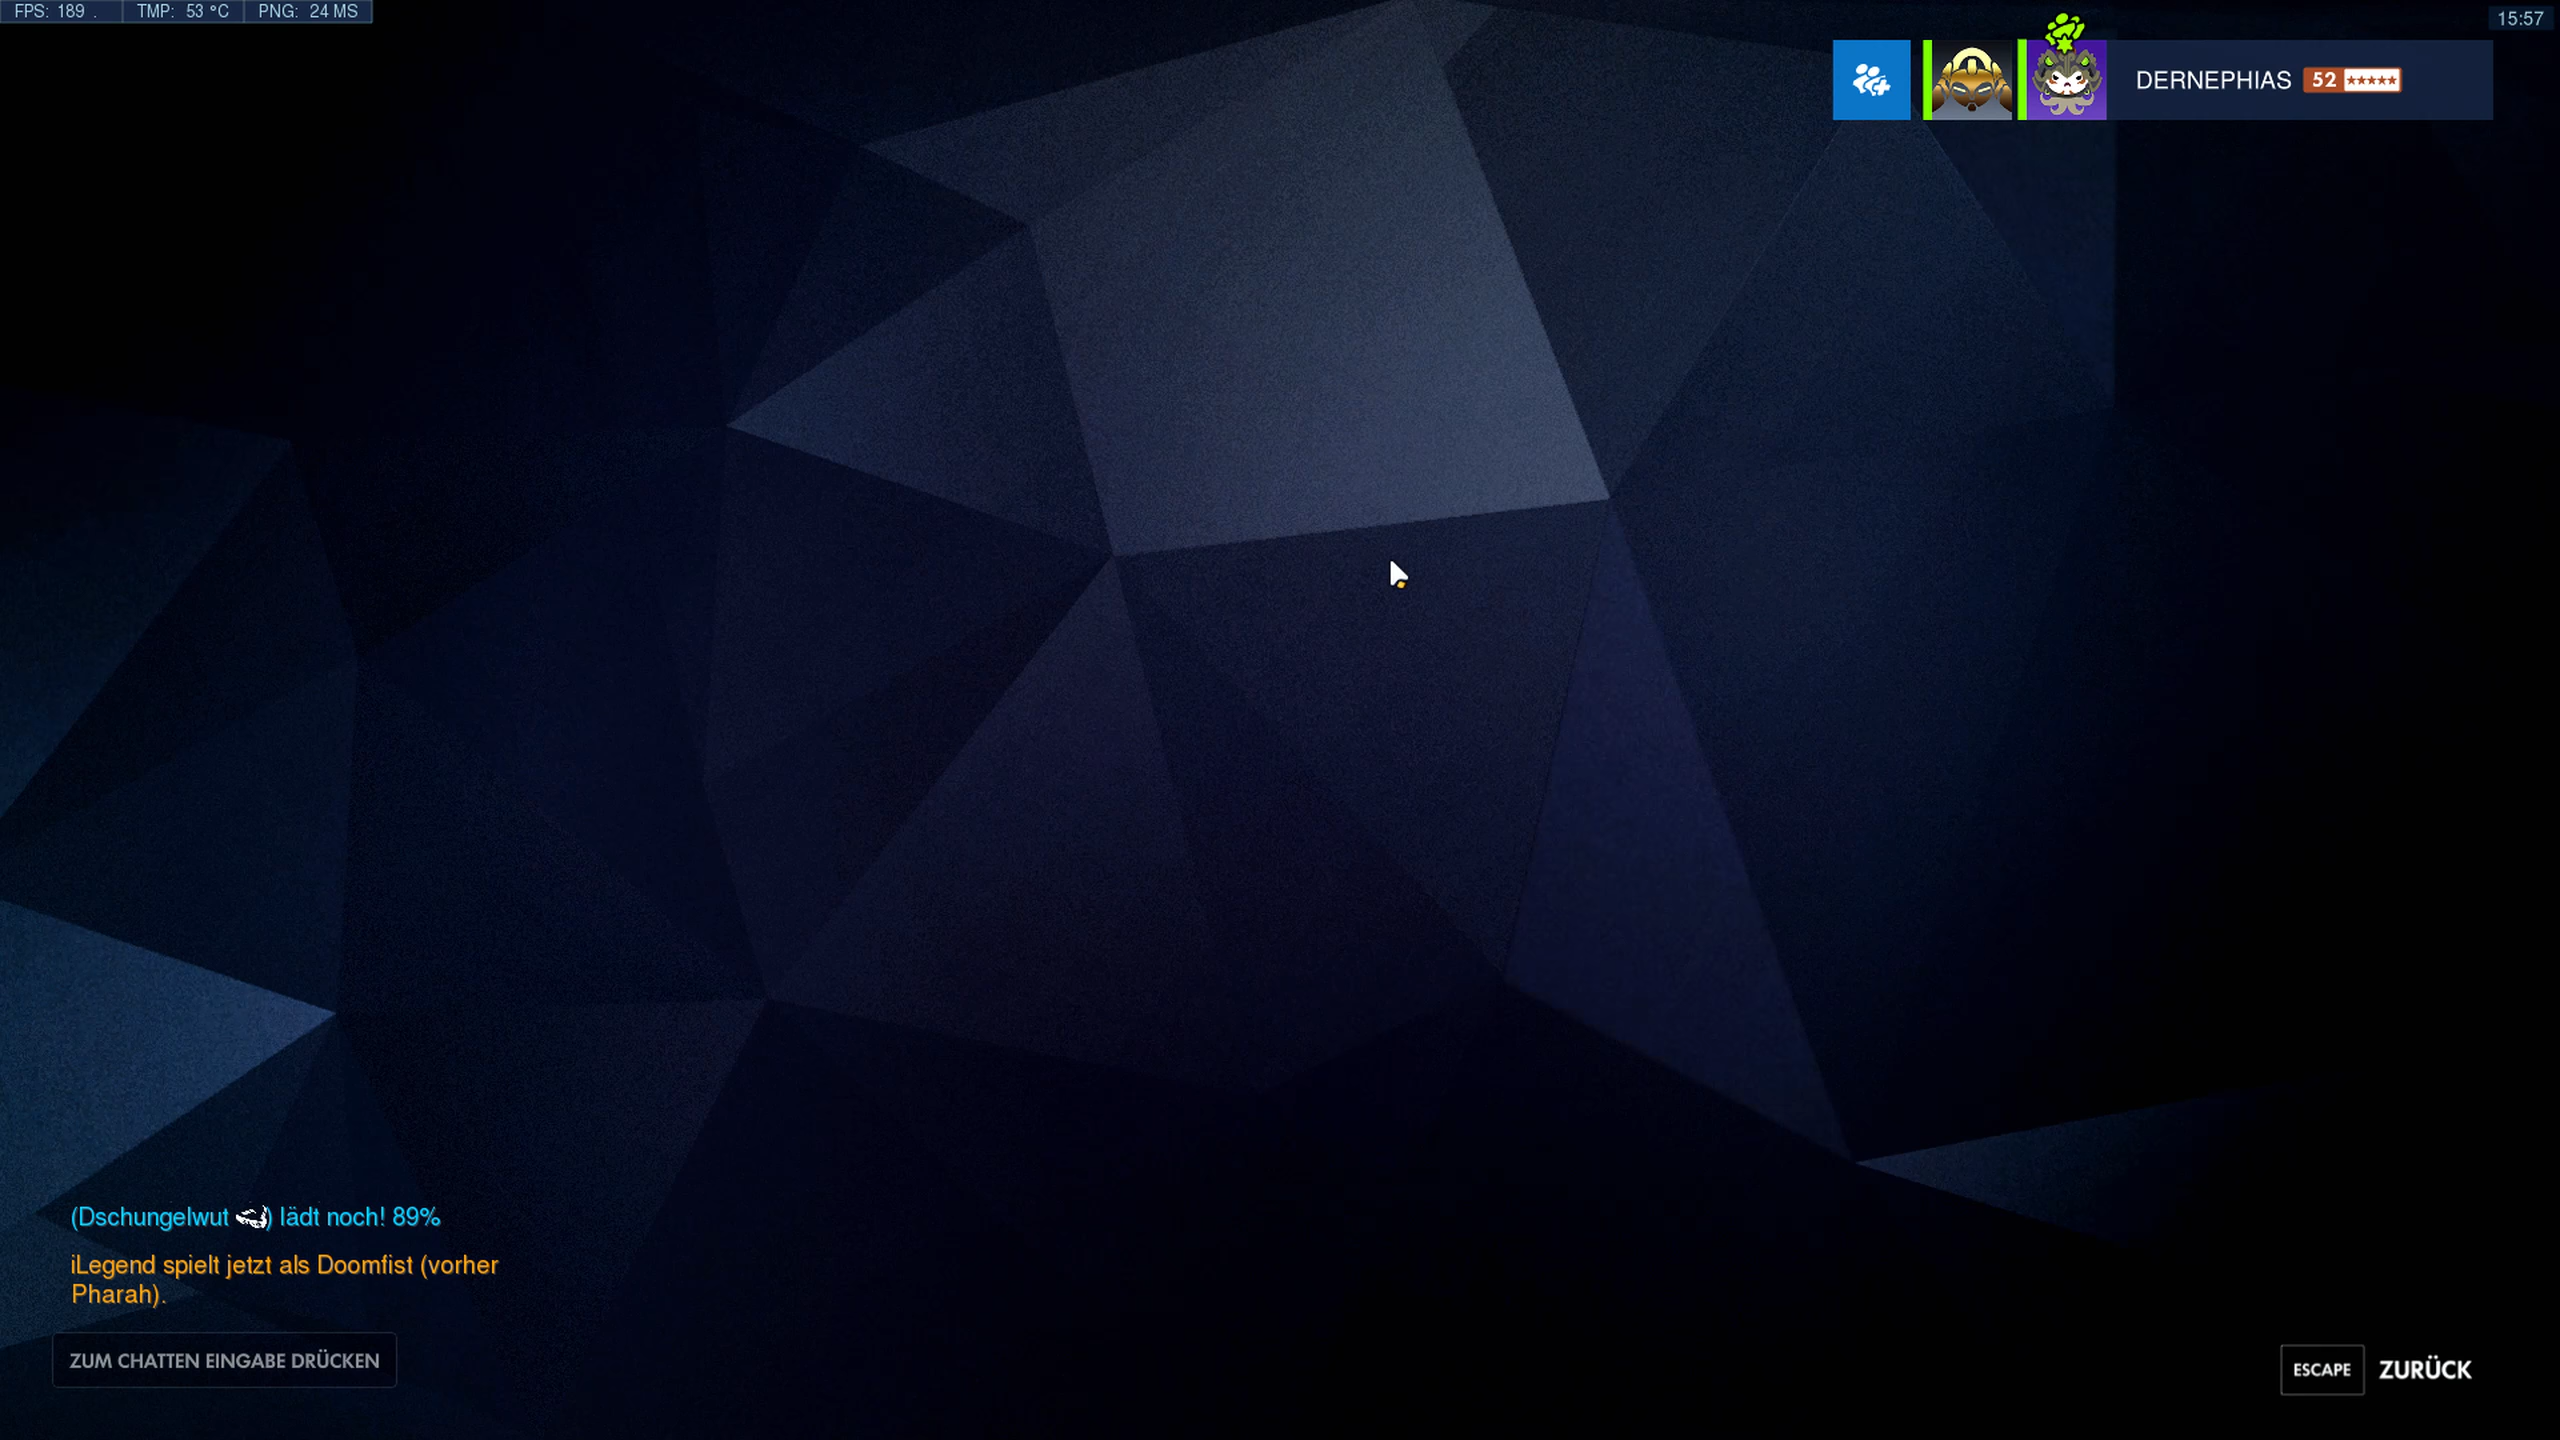 FPS: 189 . TMP: 53 °C PNG: 24 MS
15:57
DERNEPHIAS 52 ★★★★★
(Dschungelwut ) lädt noch! 89%
iLegend spielt jetzt als Doomfist (vorher
Pharah).
ZUM CHATTEN EINGABE DRÜCKEN
ESCAPE ZURÜCK